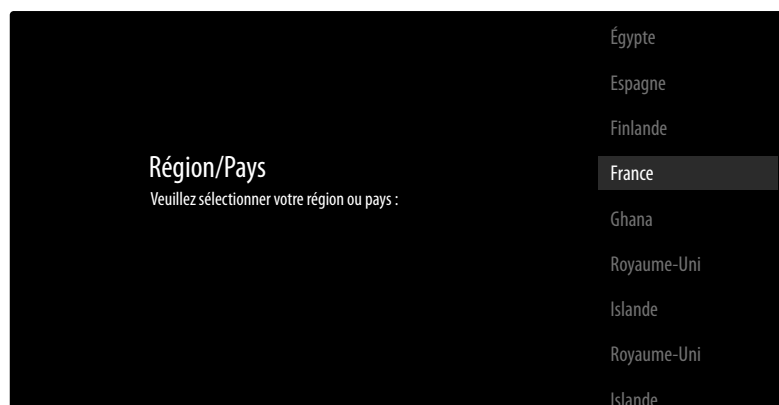 Région/Pays
Veuillez sélectionner votre région ou pays :
Égypte
Espagne
Finlande
France
Ghana
Royaume-Uni
Islande
Royaume-Uni
Islande